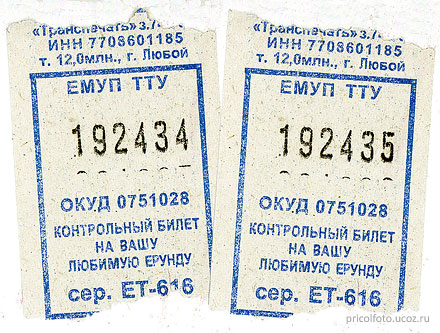 «Транспечать» з.7
ИНН 7708601185
т. 12,0млн., г. Любой
ЕМУП ТТУ
192434
ОКУД 0751028
КОНТРОЛЬНЫЙ БИЛЕТ
НА ВАШУ
ЛЮБИМУЮ ЕРУНДУ
сер. ЕТ-616
«Транспечать» з.7
ИНН 7708601185
т. 12,0млн., г. Любой
ЕМУП ТТУ
192435
ОКУД 0751028
КОНТРОЛЬНЫЙ БИЛЕТ
НА ВАШУ
ЛЮБИМУЮ ЕРУНДУ
сер. ЕТ-616
pricolfoto.ucoz.ru